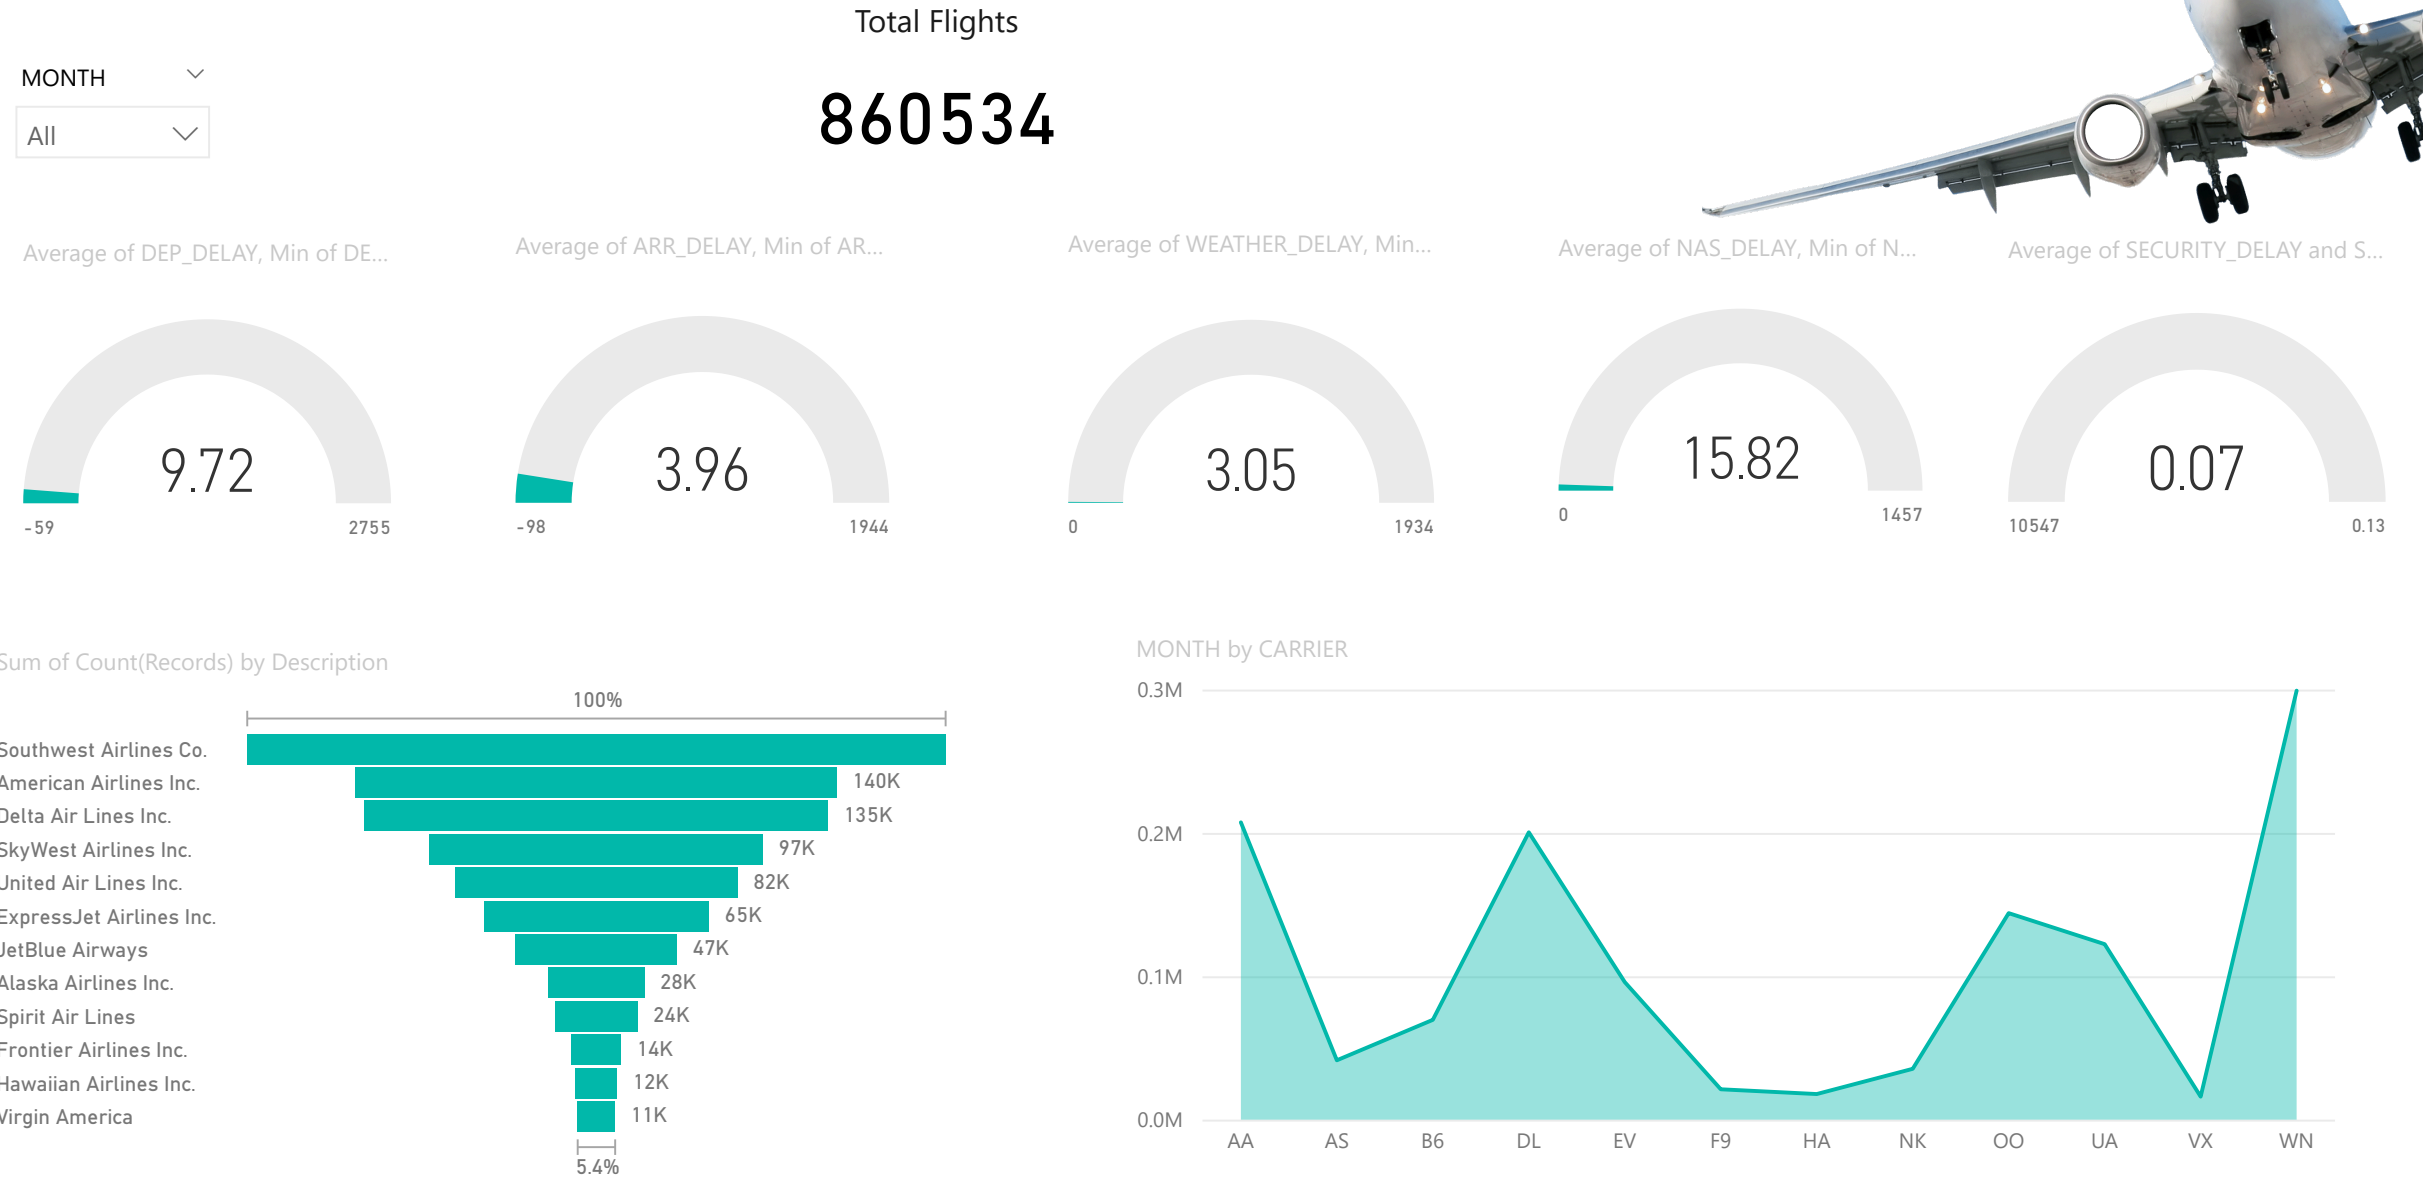 Total Flights
MONTH
All
860534
Average of DEP_DELAY, Min of DE...
Average of ARR_DELAY, Min of AR...
Average of WEATHER_DELAY, Min...
Average of NAS_DELAY, Min of N...
Average of SECURITY_DELAY and S...
9.72
-59
2755
3.96
-98
1944
3.05
0
1934
15.82
0
1457
0.07
10547
0.13
Sum of Count(Records) by Description
100%
Southwest Airlines Co.
American Airlines Inc.
140K
Delta Air Lines Inc.
135K
SkyWest Airlines Inc.
97K
United Air Lines Inc.
82K
ExpressJet Airlines Inc.
65K
JetBlue Airways
47K
Alaska Airlines Inc.
28K
Spirit Air Lines
24K
Frontier Airlines Inc.
14K
Hawaiian Airlines Inc.
12K
Virgin America
11K
5.4%
MONTH by CARRIER
0.3M
0.2M
0.1M
0.0M
AA AS B6 DL EV F9 HA NK OO UA VX WN